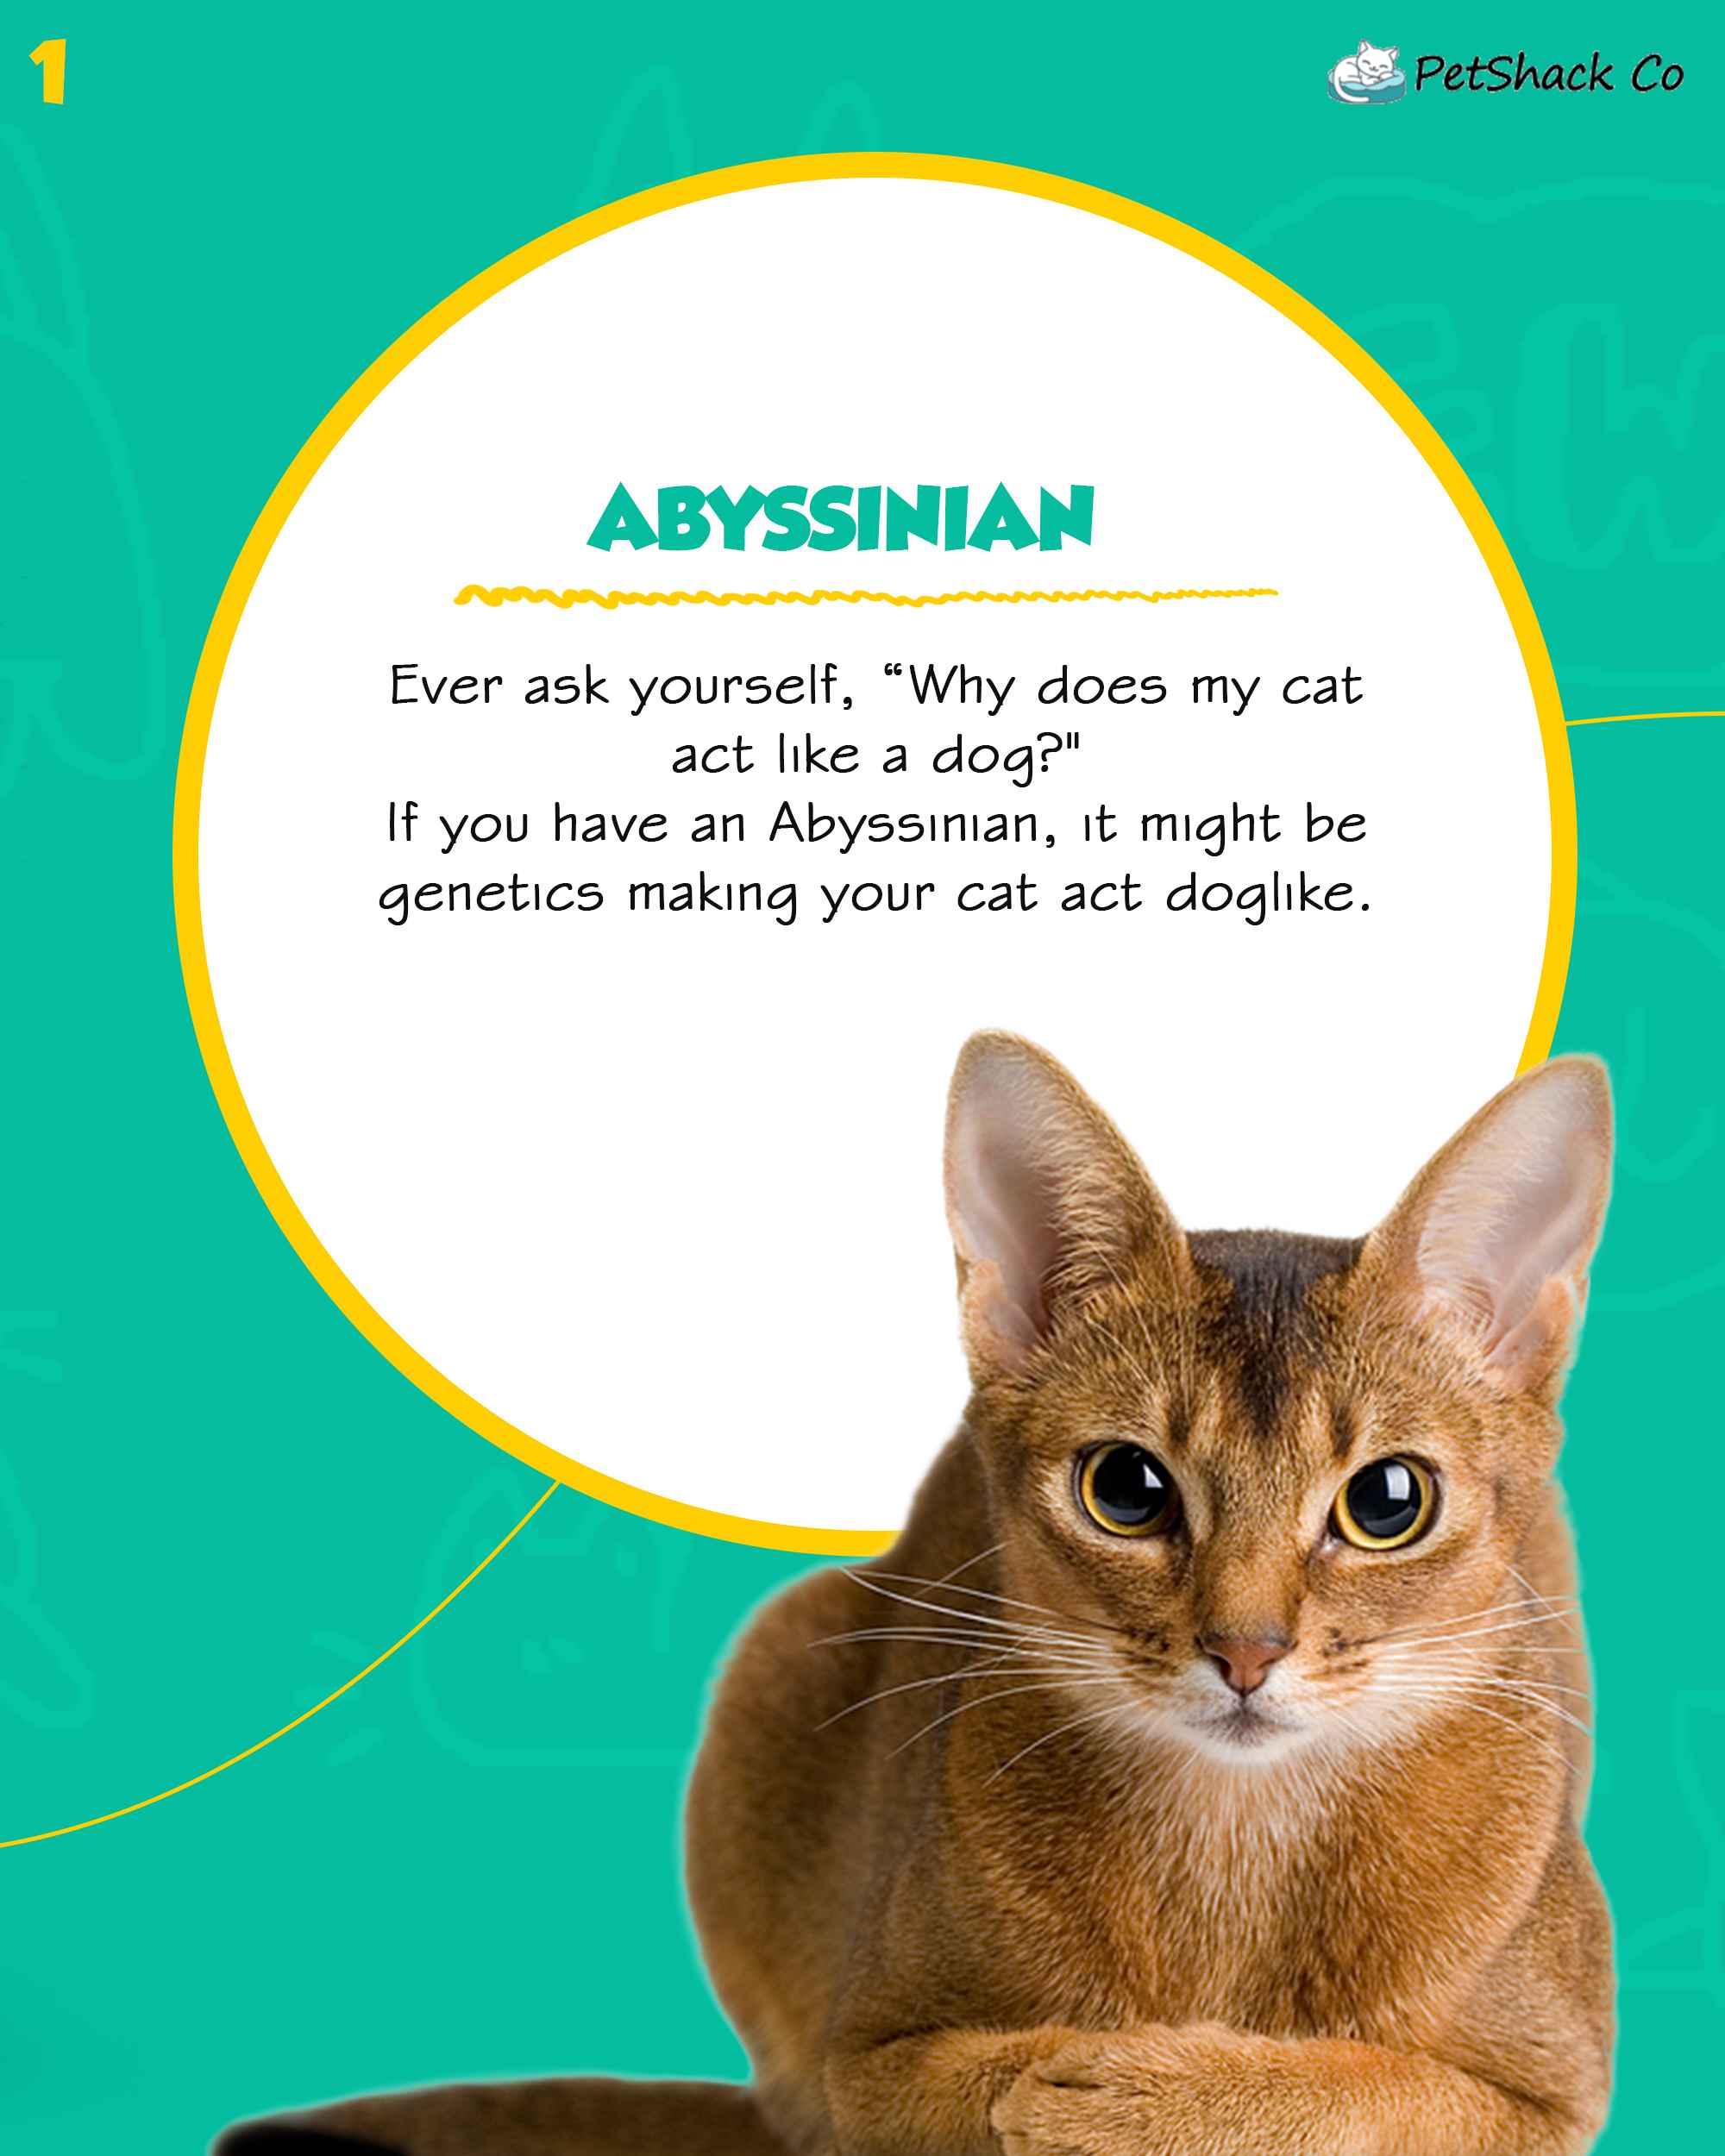 1
PetShack Co
ABYSSINIAN
Ever ask yourself, “Why does my cat
act like a dog?"
If you have an Abyssinian, it might be
genetics making your cat act doglike.